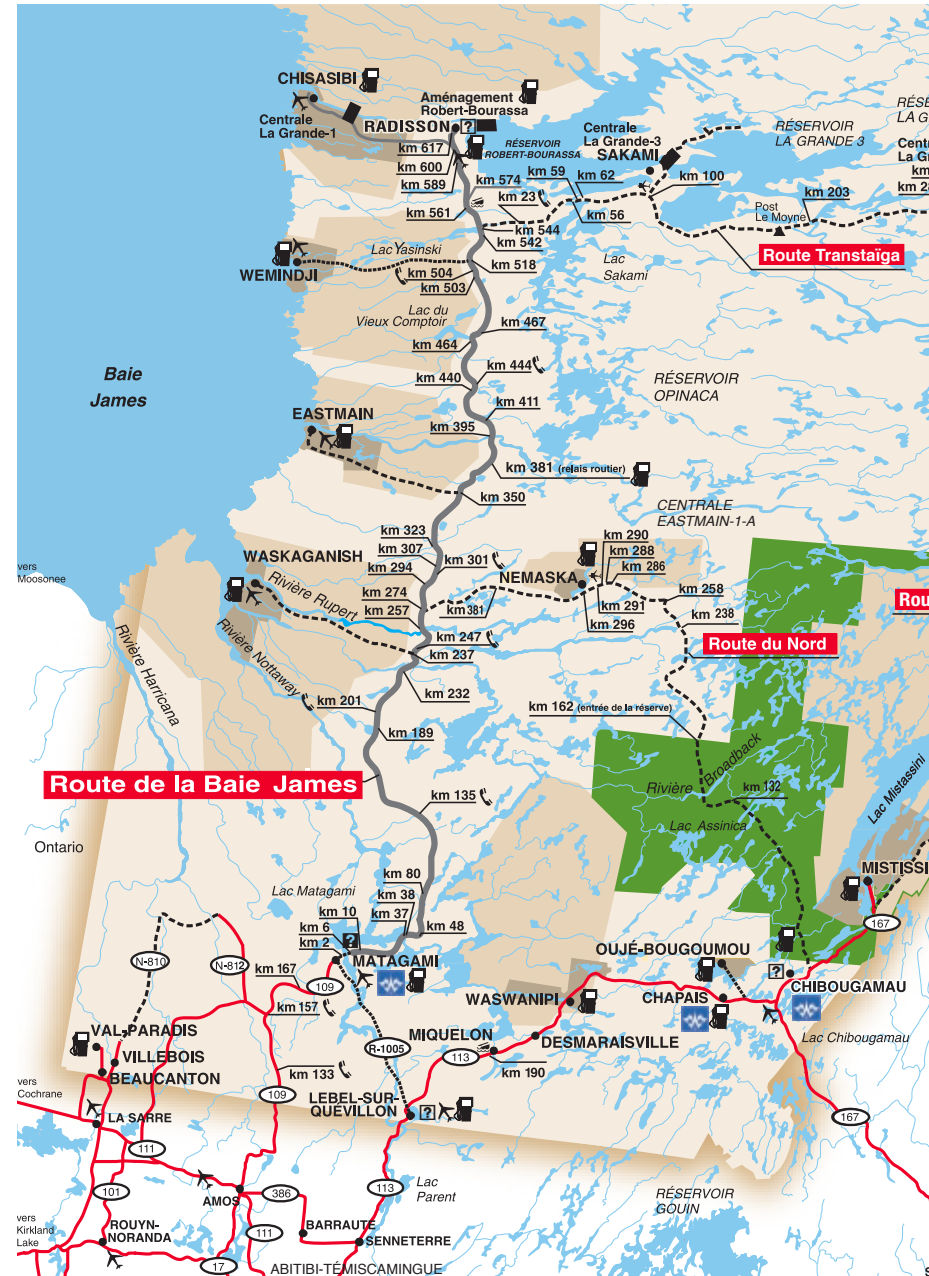 CHISASIBI
Centrale
La Grande-1
Aménagement
Robert-Bourassa
RADISSON
?
km 617
km 600
km 589
RÉSERVOIR
ROBERT-BOURASSA
Centrale
La Grande-3
SAKAMI
RÉSERVOIR
LA GRANDE 3
km 574
km 59
km 62
km 100
km 23
km 561
km 56
km 203
Post
Le Moyne
km 544
km 542
Lac Yasinski
WEMINDJI
km 518
km 504
km 503
Lac
Sakami
Route Transtaïga
Lac du
Vieux Comptoir
km 467
km 464
km 444
km 440
Baie
James
RÉSERVOIR
OPINACA
EASTMAIN
km 411
km 395
km 381 (relais routier)
km 350
CENTRALE
EASTMAIN-1-A
km 323
km 307
km 301
km 294
km 290
km 288
km 286
WASKAGANISH
NEMASKA
vers
Moosonee
Rivière Rupert
km 274
km 257
km 381
km 291
km 296
km 258
km 238
km 247
km 237
Route du Nord
Rivière Harricana
Rivière Nottaway
km 232
km 201
km 189
km 162 (entrée de la réserve)
Route de la Baie James
Rivière Broadback
km 132
km 135
Lac Assinica
Lac Mistassini
Ontario
km 80
Lac Matagami
km 38
km 37
km 48
km 10
km 6
km 2
?
MATAGAMI
MISTISSI
167
N-810
N-812
km 167
109
km 157
OUJÉ-BOUGOUMOU
?
CHIBOUGAMAU
CHAPAIS
WASWANIPI
VAL-PARADIS
VILLEBOIS
BEAUCANTON
R-1005
MIQUELON
113
DESMARAISVILLE
km 190
Lac Chibougamau
km 133
vers
Cochrane
109
LEBEL-SUR-
QUÉVILLON
?
LA SARRE
111
167
101
AMOS
386
113
Lac
Parent
RÉSERVOIR
GOUIN
vers
Kirkland
Lake
ROUYN-
NORANDA
111
BARRAUTE
SENNETERRE
17
ABITIBI-TÉMISCAMINGUE